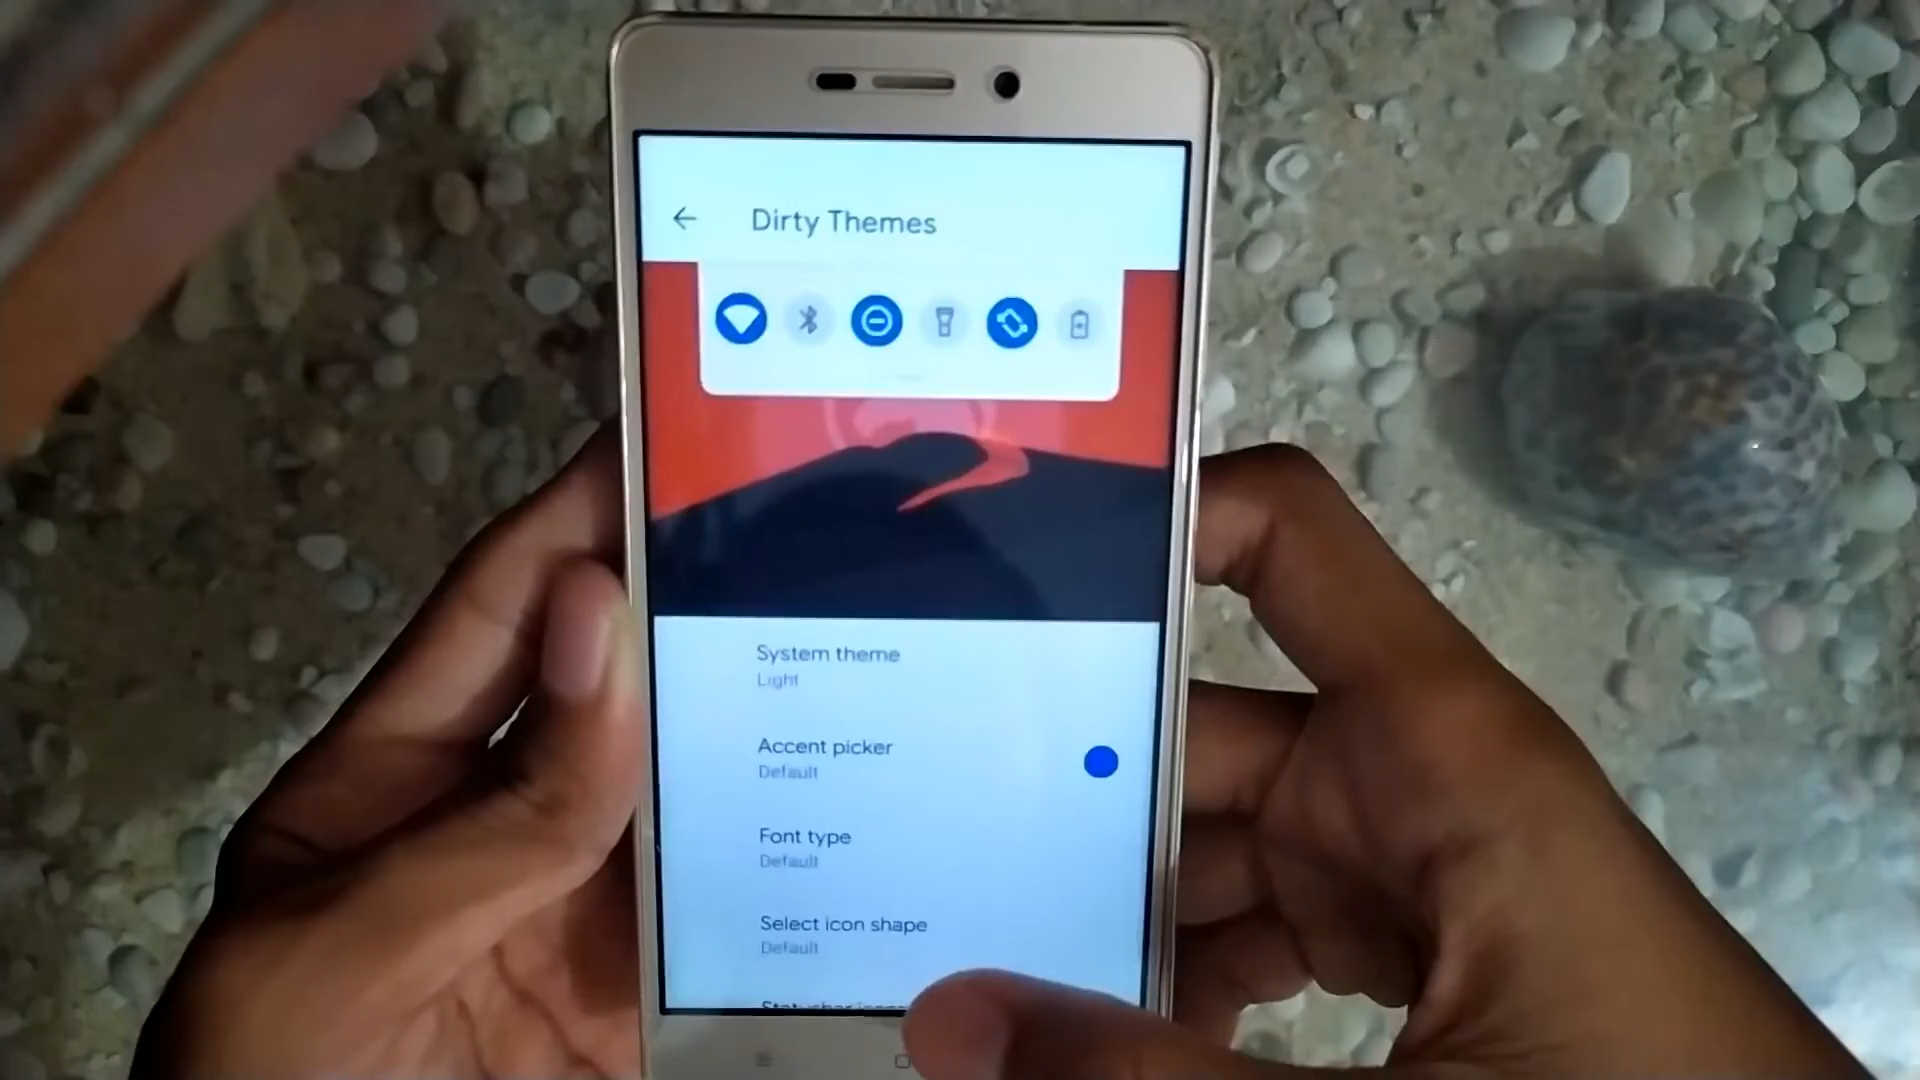 Dirty Themes
System theme
Light
Accent picker
Default
Font type
Default
Select icon shape
Default